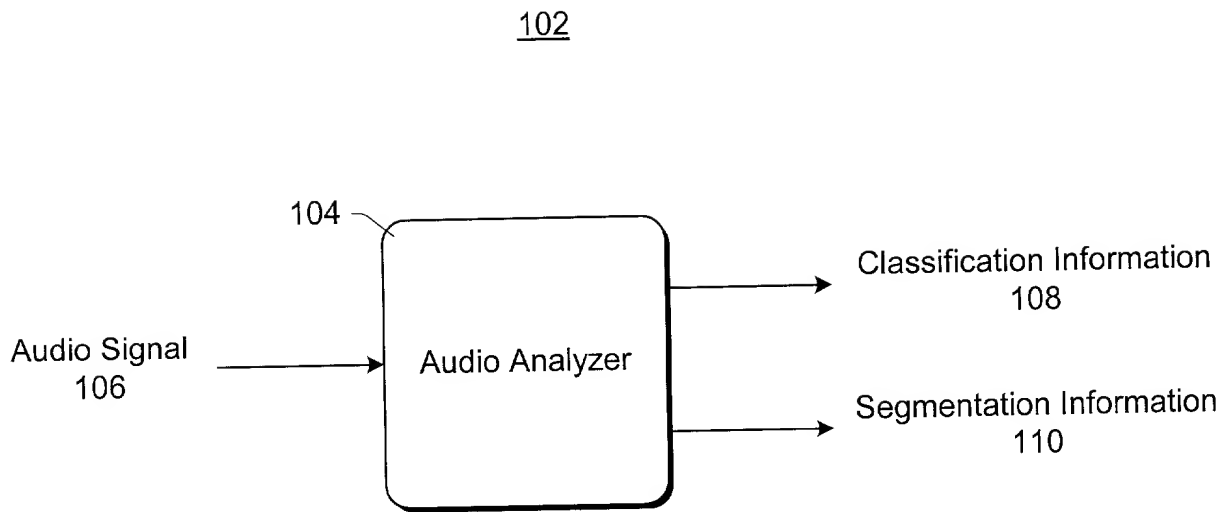 102
104
Classification Information
108
Audio Signal
106
Audio Analyzer
Segmentation Information
110